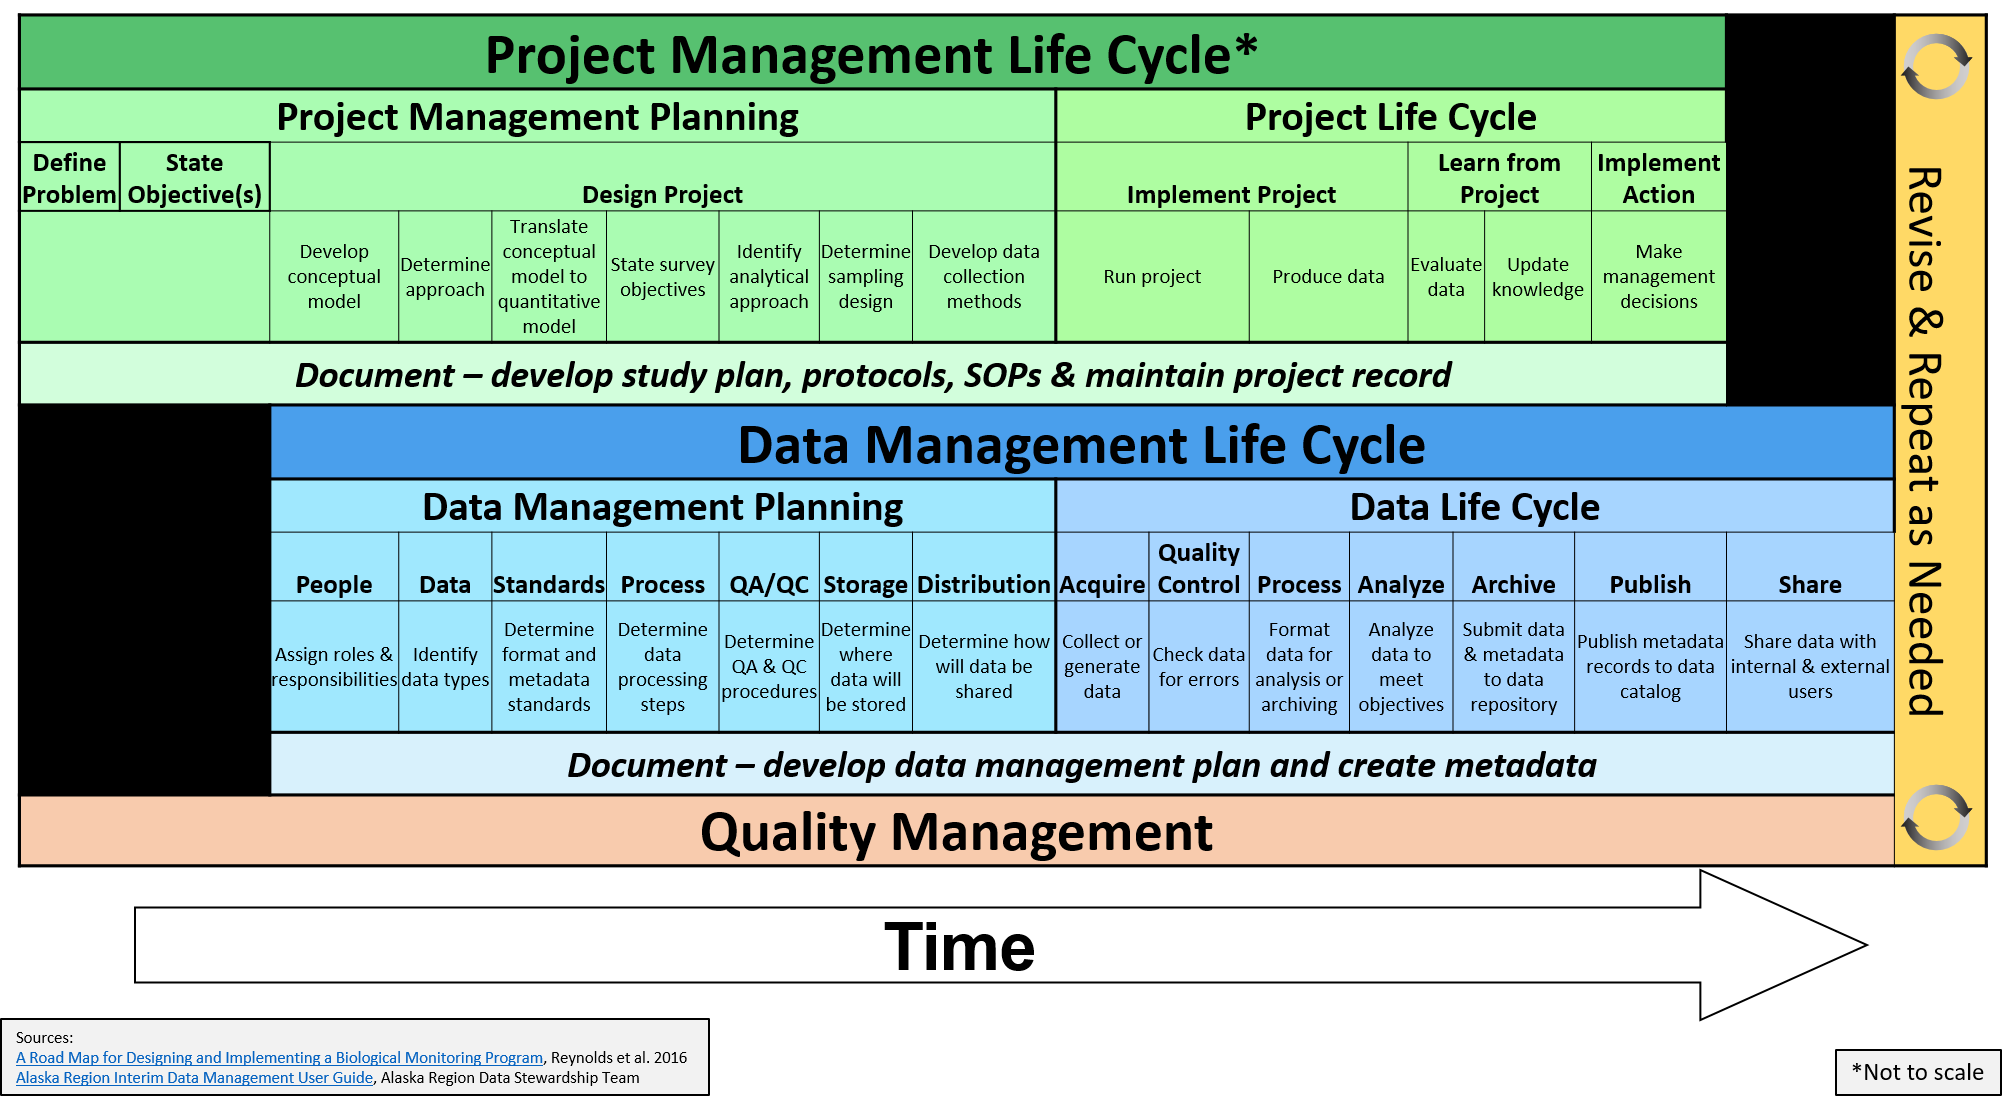 Project Management Life Cycle*
Project Management Planning
Project Life Cycle
Define
Problem
State
Objective(s)
Design Project
Implement Project
Learn from
Project
Implement
Action
Develop
conceptual
model
Determine
approach
Translate
conceptual
model to
quantitative
model
State survey
objectives
Identify
analytical
approach
Determine
sampling
design
Develop data
collection
methods
Run project
Produce data
Evaluate
data
Update
knowledge
Make
management
decisions
Document – develop study plan, protocols, SOPs & maintain project record
Data Management Life Cycle
Data Management Planning
Data Life Cycle
People
Data
Standards
Process
QA/QC
Storage
Distribution
Acquire
Quality
Control
Process
Analyze
Archive
Publish
Share
Assign roles &
responsibilities
Identify
data types
Determine
format and
metadata
standards
Determine
data
processing
steps
Determine
QA & QC
procedures
Determine
where
data will
be stored
Determine how
will data be
shared
Collect or
generate
data
Check data
for errors
Format
data for
analysis or
archiving
Analyze
data to
meet
objectives
Submit data
& metadata
to data
repository
Publish metadata
records to data
catalog
Share data with
internal & external
users
Document – develop data management plan and create metadata
Quality Management
Revise & Repeat as Needed
Time
Sources:
A Road Map for Designing and Implementing a Biological Monitoring Program, Reynolds et al. 2016
Alaska Region Interim Data Management User Guide, Alaska Region Data Stewardship Team
*Not to scale